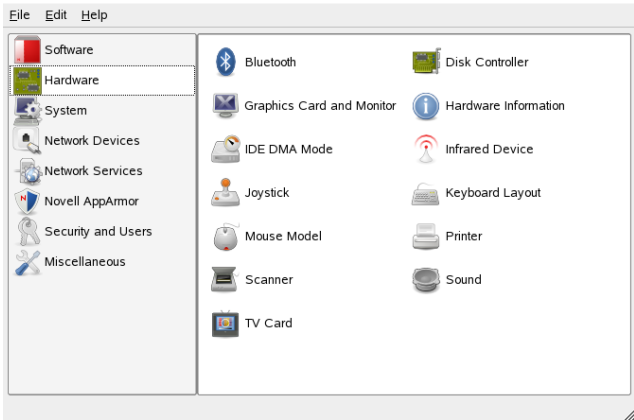 File Edit Help
Software
Hardware
System
Network Devices
Network Services
Novell AppArmor
Security and Users
Miscellaneous
Bluetooth
Disk Controller
Graphics Card and Monitor
Hardware Information
IDE DMA Mode
Infrared Device
Joystick
Keyboard Layout
Mouse Model
Printer
Scanner
Sound
TV Card